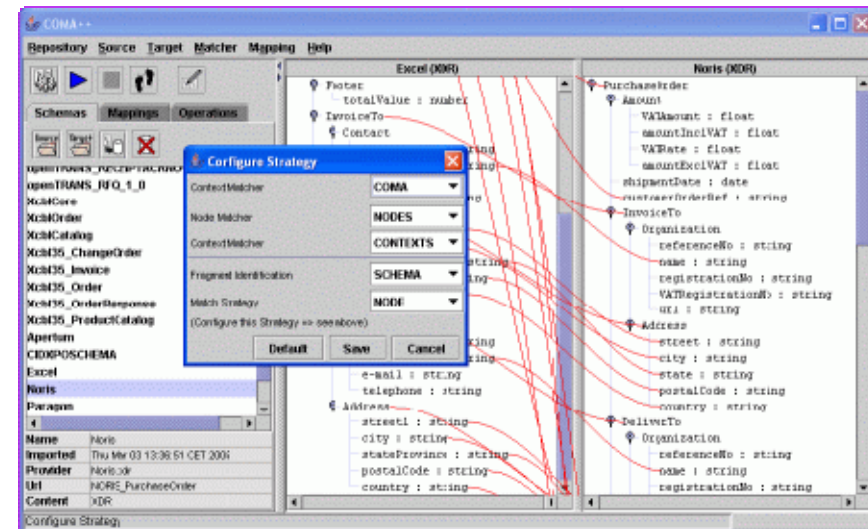 COMA++
Repository Source Target Matcher Mapping Help
Excel (XDR)
Noris (XDR)
Schemas Mappings Operations
Source Target
openTRANS_RFQ_1_0
XcblCore
XcblOrder
XcblCatalog
Xcbl35_ChangeOrder
Xcbl35_Invoice
Xcbl35_Order
Xcbl35_OrderResponse
Xcbl35_ProductCatalog
Apertum
CIDXPOSCHEMA
Excel
Noris
Paragon
Name Noris
Imported Thu Mar 03 13:36:51 CET 2005
Provider Noris.xdr
Url NORIS_PurchaseOrder
Content XDR
Configure Strategy
Configure Strategy
ContextMatcher COMA
Node Matcher NODES
ContextMatcher CONTEXTS
Fragment Identification SCHEMA
Match Strategy NODE
(Configure this Strategy => see above)
Default Save Cancel
Footer
totalValue : number
InvoiceTo
Contact
string
e-mail : string
telephone : string
Address
street1 : string
city : string
stateProvince : string
postalCode : string
country : string
PurchaseOrder
Amount
VATAmount : float
amountInclVAT : float
VATRate : float
amountExclVAT : float
shipmentDate : date
customerOrderRef : string
InvoiceTo
Organization
referenceNo : string
name : string
registrationNo : string
VATRegistrationNo : string
url : string
Address
street : string
city : string
state : string
postalCode : string
country : string
DeliverTo
Organization
referenceNo : string
name : string
registrationNo : string